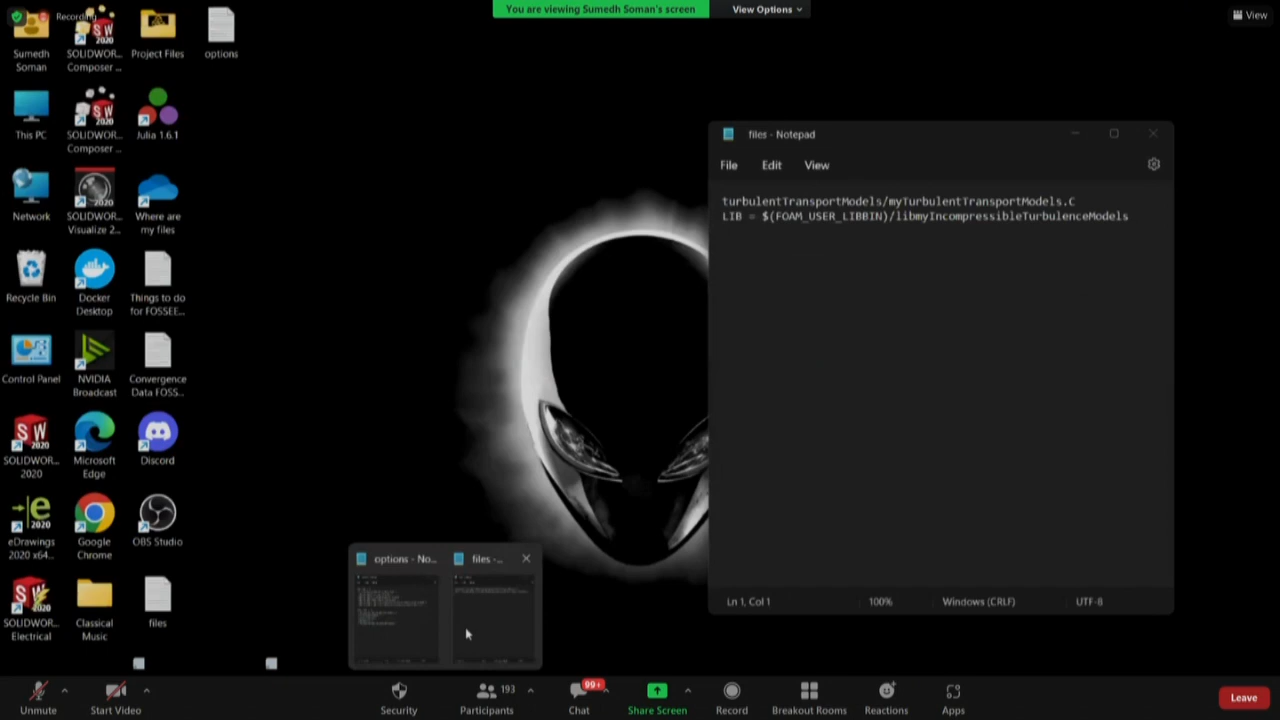 Recording
You are viewing Sumedh Soman's screen
View Options
View
Sumedh
Soman
SOLIDWOR...
Composer ...
Project Files
options
This PC
SOLIDWOR...
Composer ...
Julia 1.6.1
Network
SOLIDWOR...
Visualize 2...
Where are
my files
Recycle Bin
Docker
Desktop
Things to do
for FOSSEE...
Control Panel
NVIDIA
Broadcast
Convergence
Data FOSS...
SOLIDWOR...
2020
Microsoft
Edge
Discord
eDrawings
2020 x64...
Google
Chrome
OBS Studio
SOLIDWOR...
Electrical
Classical
Music
files
files - Notepad
File
Edit
View
turbulentTransportModels/myTurbulentTransportModels.C
LIB = $(FOAM_USER_LIBBIN)/libmyIncompressibleTurbulenceModels
Ln 1, Col 1
100%
Windows (CRLF)
UTF-8
options - No...
files -...
Unmute
Start Video
Security
Participants
193
Chat
99+
Share Screen
Record
Breakout Rooms
Reactions
Apps
Leave